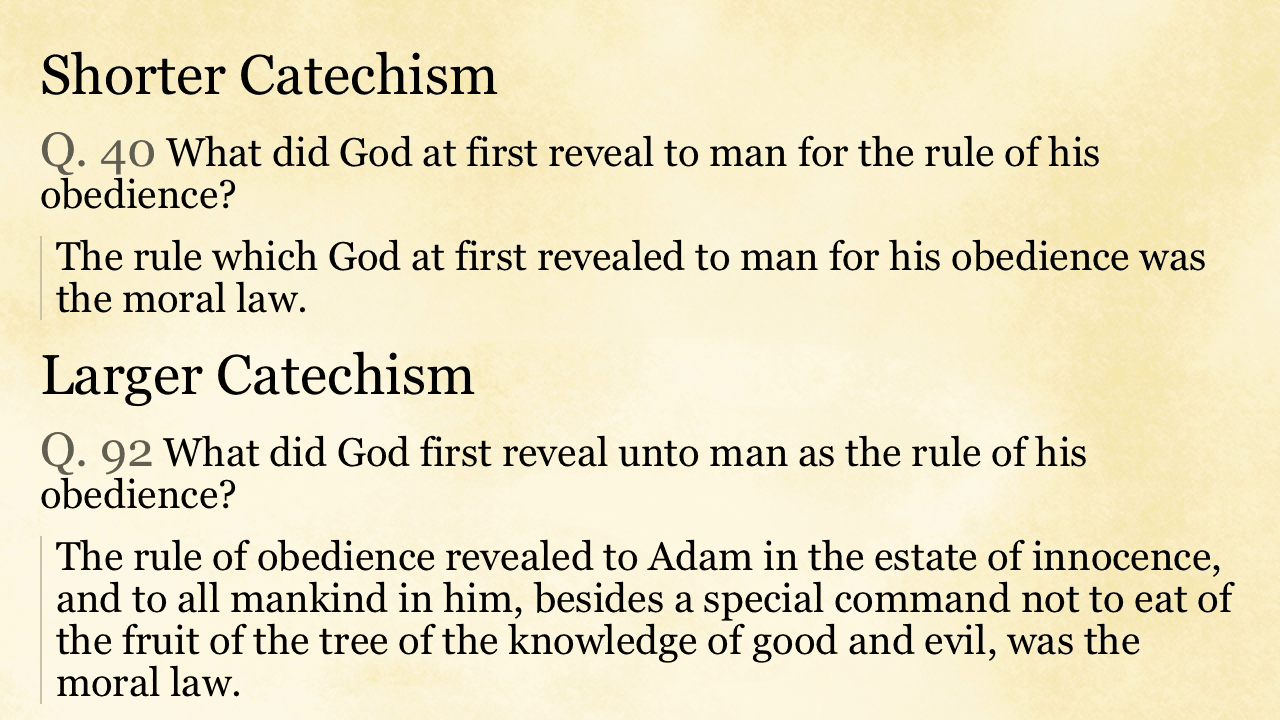 Shorter Catechism
Q. 40 What did God at first reveal to man for the rule of his
obedience?
The rule which God at first revealed to man for his obedience was
the moral law.
Larger Catechism
Q. 92 What did God first reveal unto man as the rule of his
obedience?
The rule of obedience revealed to Adam in the estate of innocence,
and to all mankind in him, besides a special command not to eat of
the fruit of the tree of the knowledge of good and evil, was the
moral law.